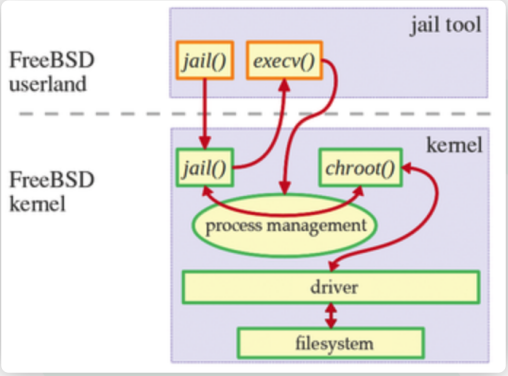 jail tool
FreeBSD
userland
jail()
execv()
kernel
FreeBSD
kernel
jail()
chroot()
process management
driver
filesystem